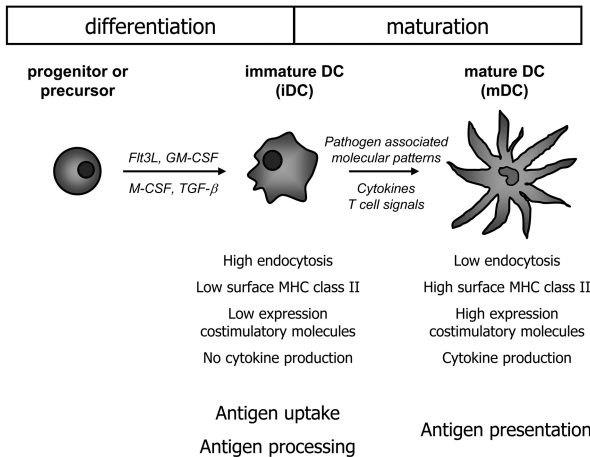 differentiation
maturation
progenitor or
precursor
immature DC
(iDC)
mature DC
(mDC)
Flt3L, GM-CSF
M-CSF, TGF-β
Pathogen associated
molecular patterns
Cytokines
T cell signals
High endocytosis
Low surface MHC class II
Low expression
costimulatory molecules
No cytokine production
Low endocytosis
High surface MHC class II
High expression
costimulatory molecules
Cytokine production
Antigen uptake
Antigen processing
Antigen presentation